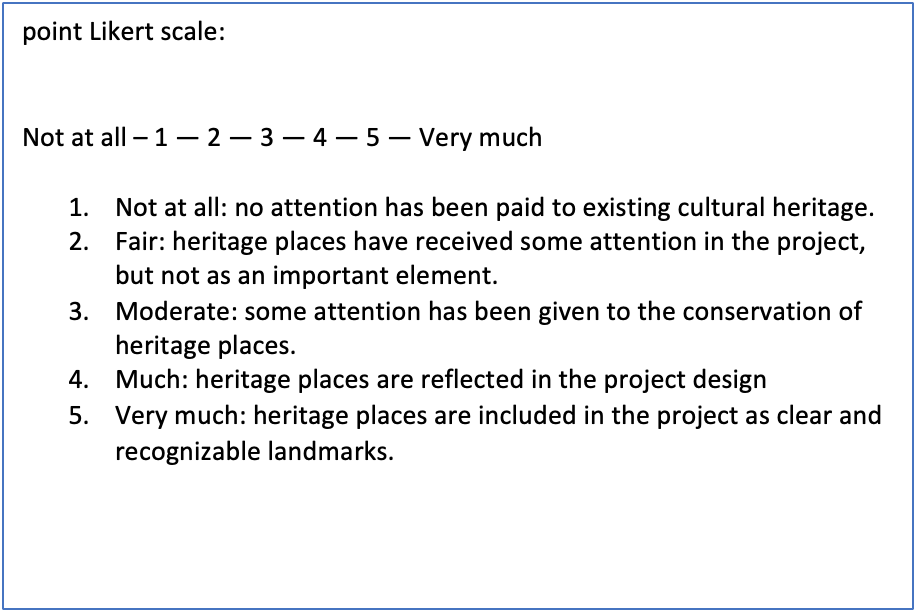 point Likert scale:
Not at all – 1 — 2 — 3 — 4 — 5 — Very much
1. Not at all: no attention has been paid to existing cultural heritage.
2. Fair: heritage places have received some attention in the project,
but not as an important element.
3. Moderate: some attention has been given to the conservation of
heritage places.
4. Much: heritage places are reflected in the project design
5. Very much: heritage places are included in the project as clear and
recognizable landmarks.